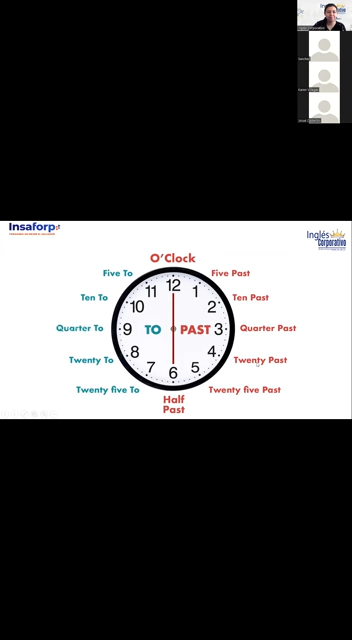 Insaforp
Inglés
Corporativo
O'Clock
Five To
Five Past
Ten To
Ten Past
Quarter To
Quarter Past
Twenty To
Twenty Past
Twenty five To
Twenty five Past
Half
Past
TO
PAST
12
1
2
3
4
5
6
7
8
9
10
11